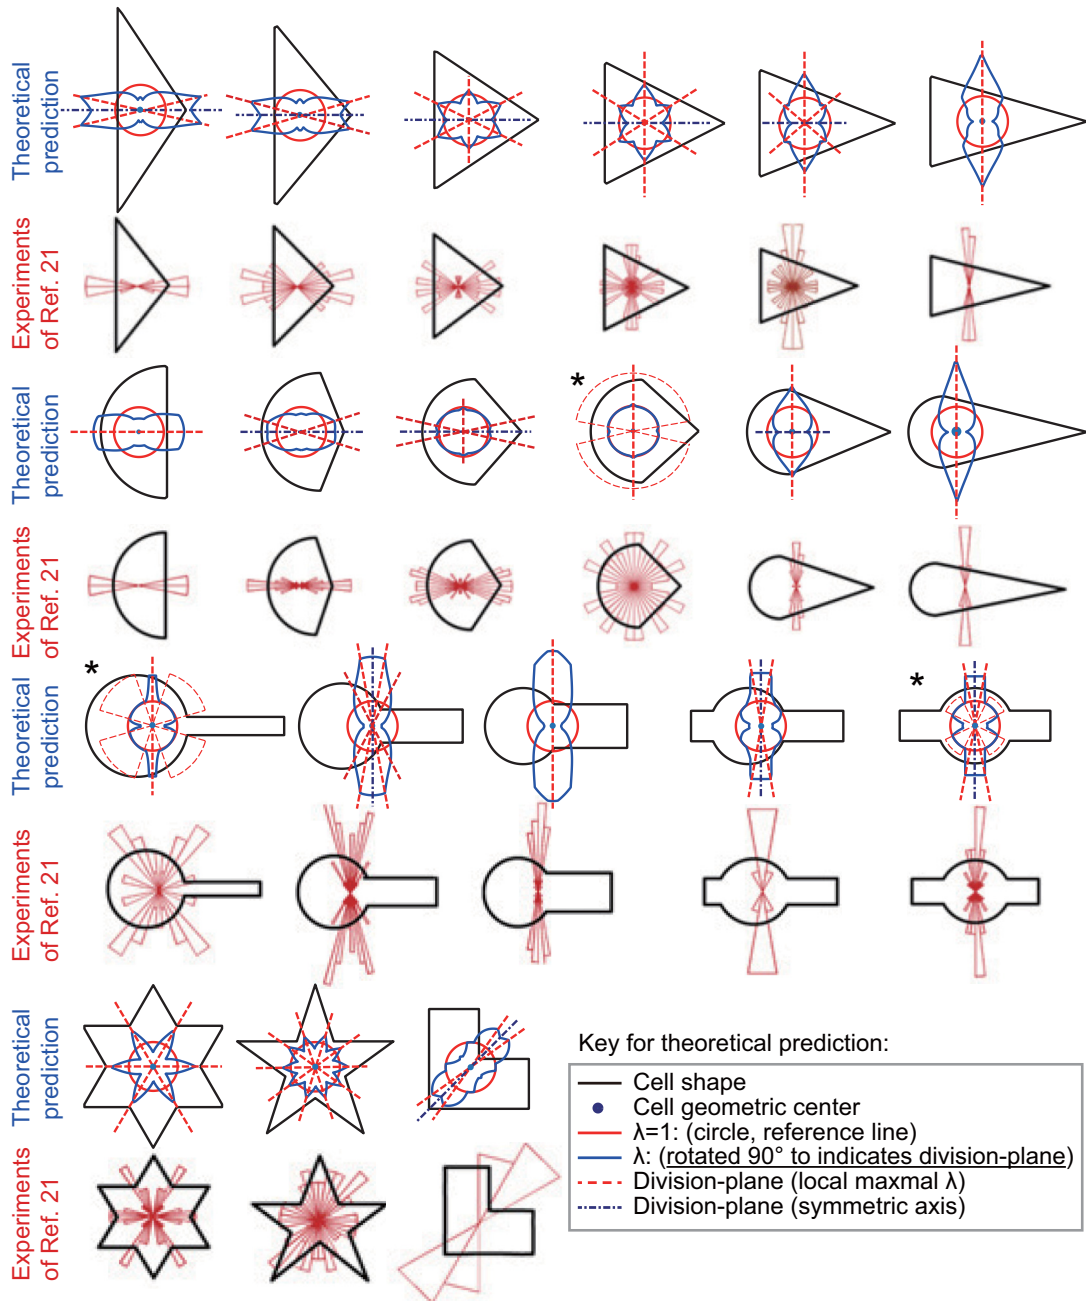 Theoretical
prediction
Experiments
of Ref. 21
Theoretical
prediction
*
Experiments
of Ref. 21
Theoretical
prediction
*
*
Experiments
of Ref. 21
Theoretical
prediction
Experiments
of Ref. 21
Key for theoretical prediction:
Cell shape
Cell geometric center
λ=1: (circle, reference line)
λ: (rotated 90° to indicates division-plane)
Division-plane (local maxmal λ)
Division-plane (symmetric axis)